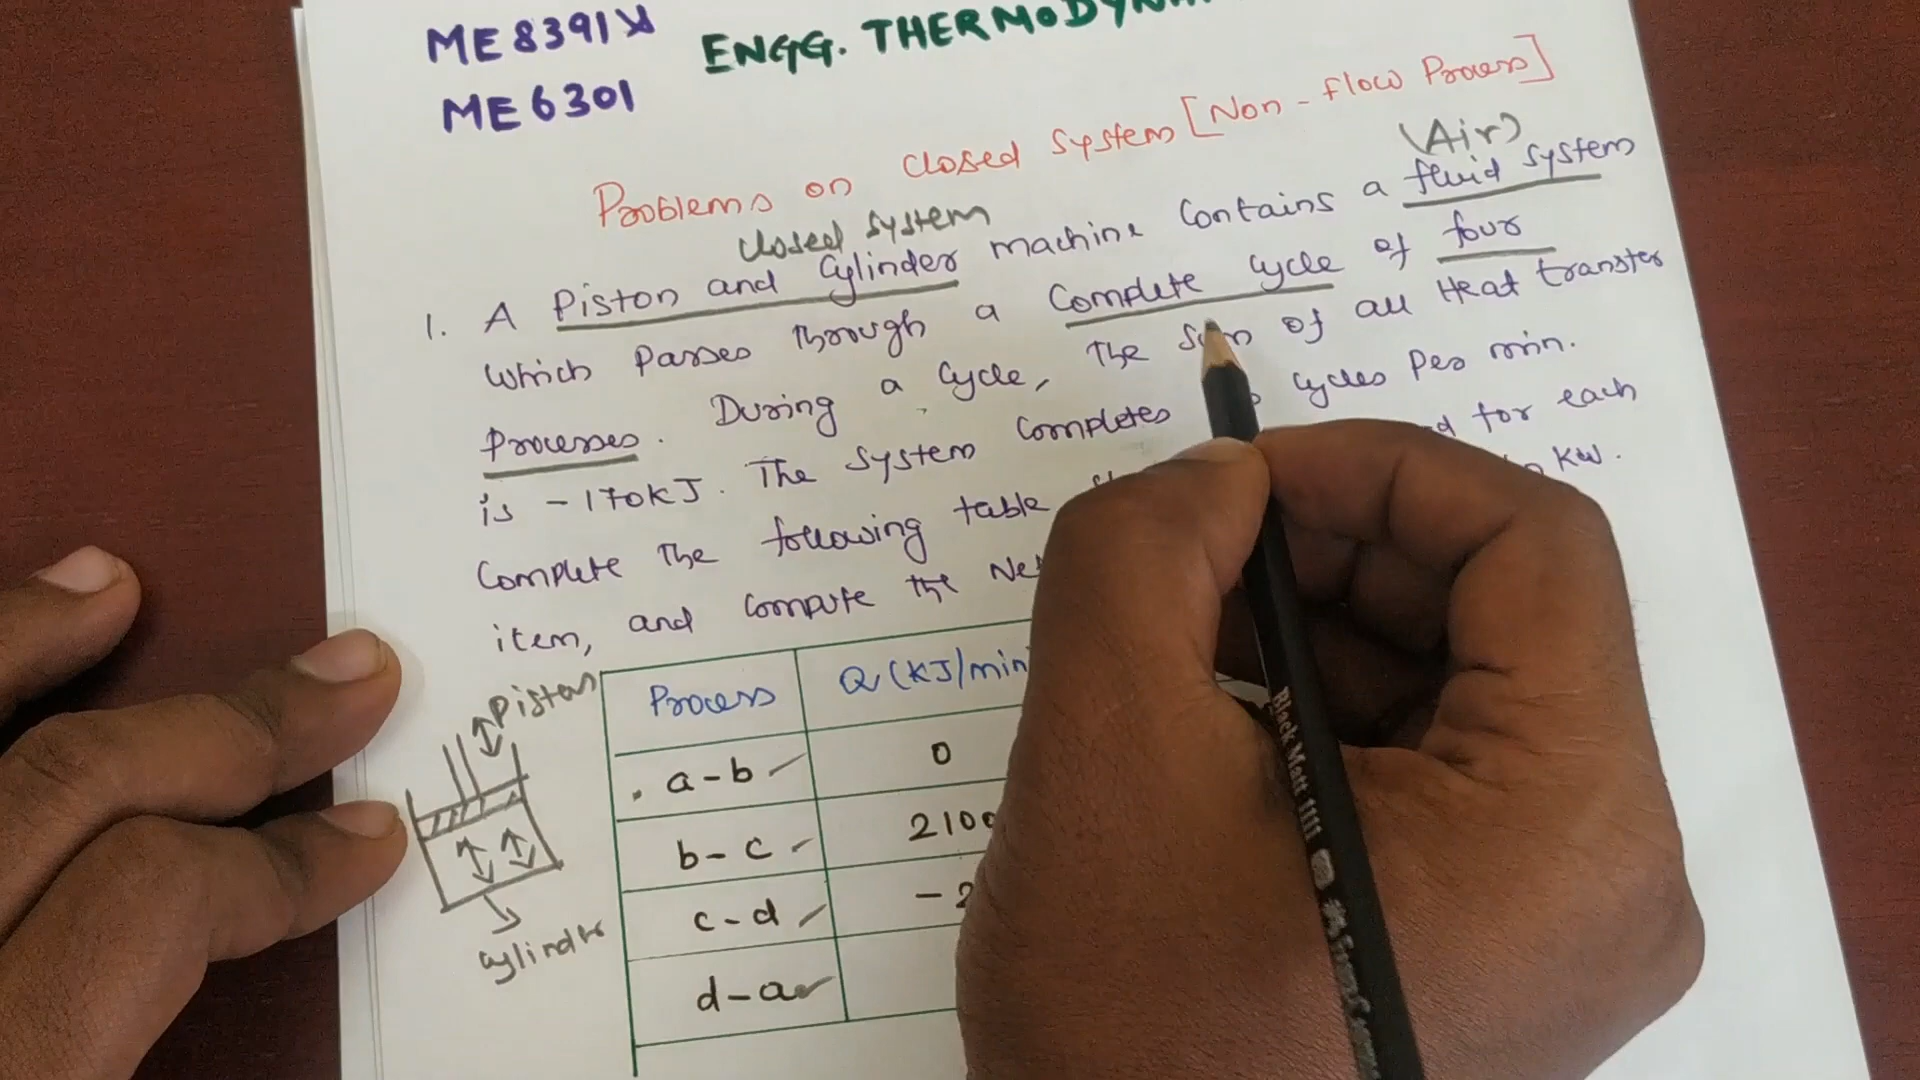 ME8391 &
ME6301
ENGG. THERMODYN
Problems on closed system [Non-flow Process]
(Air)
closed system
1. A Piston and Cylinder machine Contains a fluid system
which passes through a Complete cycle of four
Processes. During a cycle, The sum of all Heat transfer
is -170KJ. The system completes cycles per min.
Complete The following table for each
item, and compute the Net KW.
Piston
Cylinder
Process Q (KJ/min
a-b 0
b-c 2100
c-d -2
d-a
Black Matt 1111